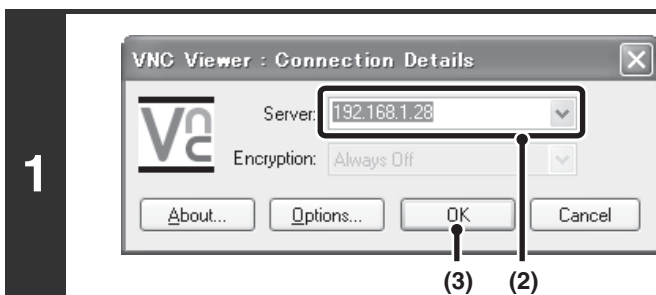 1
VNC Viewer : Connection Details
Server: 192.168.1.28
Encryption: Always Off
About... Options... OK Cancel
(3) (2)